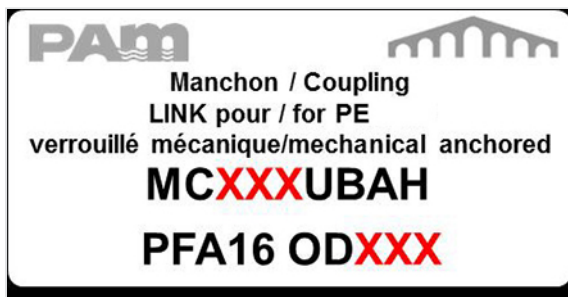 PAM
Manchon / Coupling
LINK pour / for PE
verrouillé mécanique/mechanical anchored
MCXXXUBAH
PFA16 ODXXX